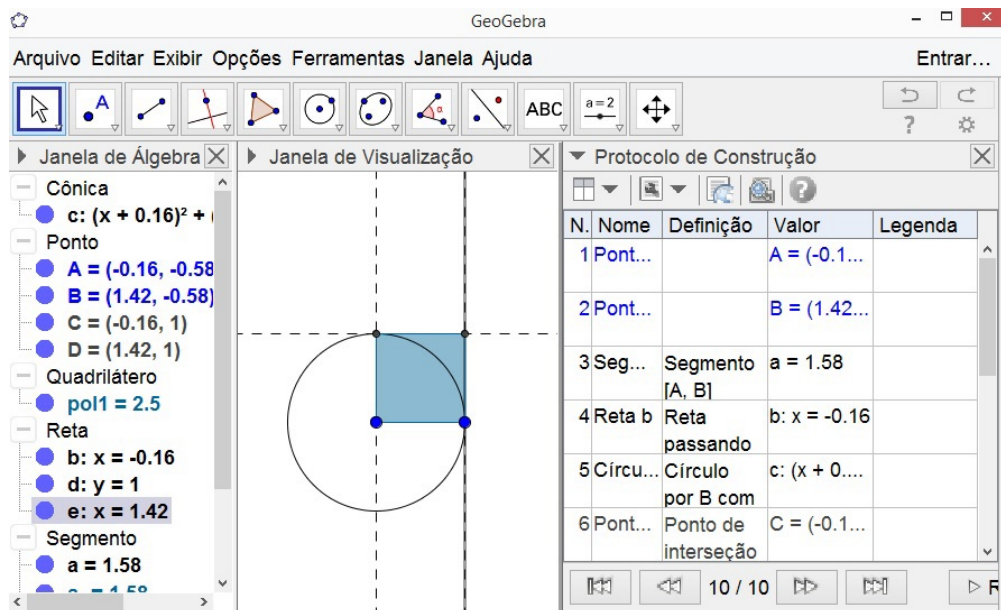 GeoGebra
Arquivo Editar Exibir Opções Ferramentas Janela Ajuda
Entrar...
A
α
ABC
a = 2
?
Janela de Álgebra
Cônica
c: (x + 0.16)² + (
Ponto
A = (-0.16, -0.58
B = (1.42, -0.58)
C = (-0.16, 1)
D = (1.42, 1)
Quadrilátero
pol1 = 2.5
Reta
b: x = -0.16
d: y = 1
e: x = 1.42
Segmento
a = 1.58
Janela de Visualização
Protocolo de Construção
?
N. Nome Definição Valor Legenda
1 Pont... A = (-0.1...
2 Pont... B = (1.42...
3 Seg... Segmento a = 1.58
[A, B]
4 Reta b Reta b: x = -0.16
passando
5 Círcu... Círculo c: (x + 0....
por B com
6 Pont... Ponto de C = (-0.1...
interseção
10 / 10
R